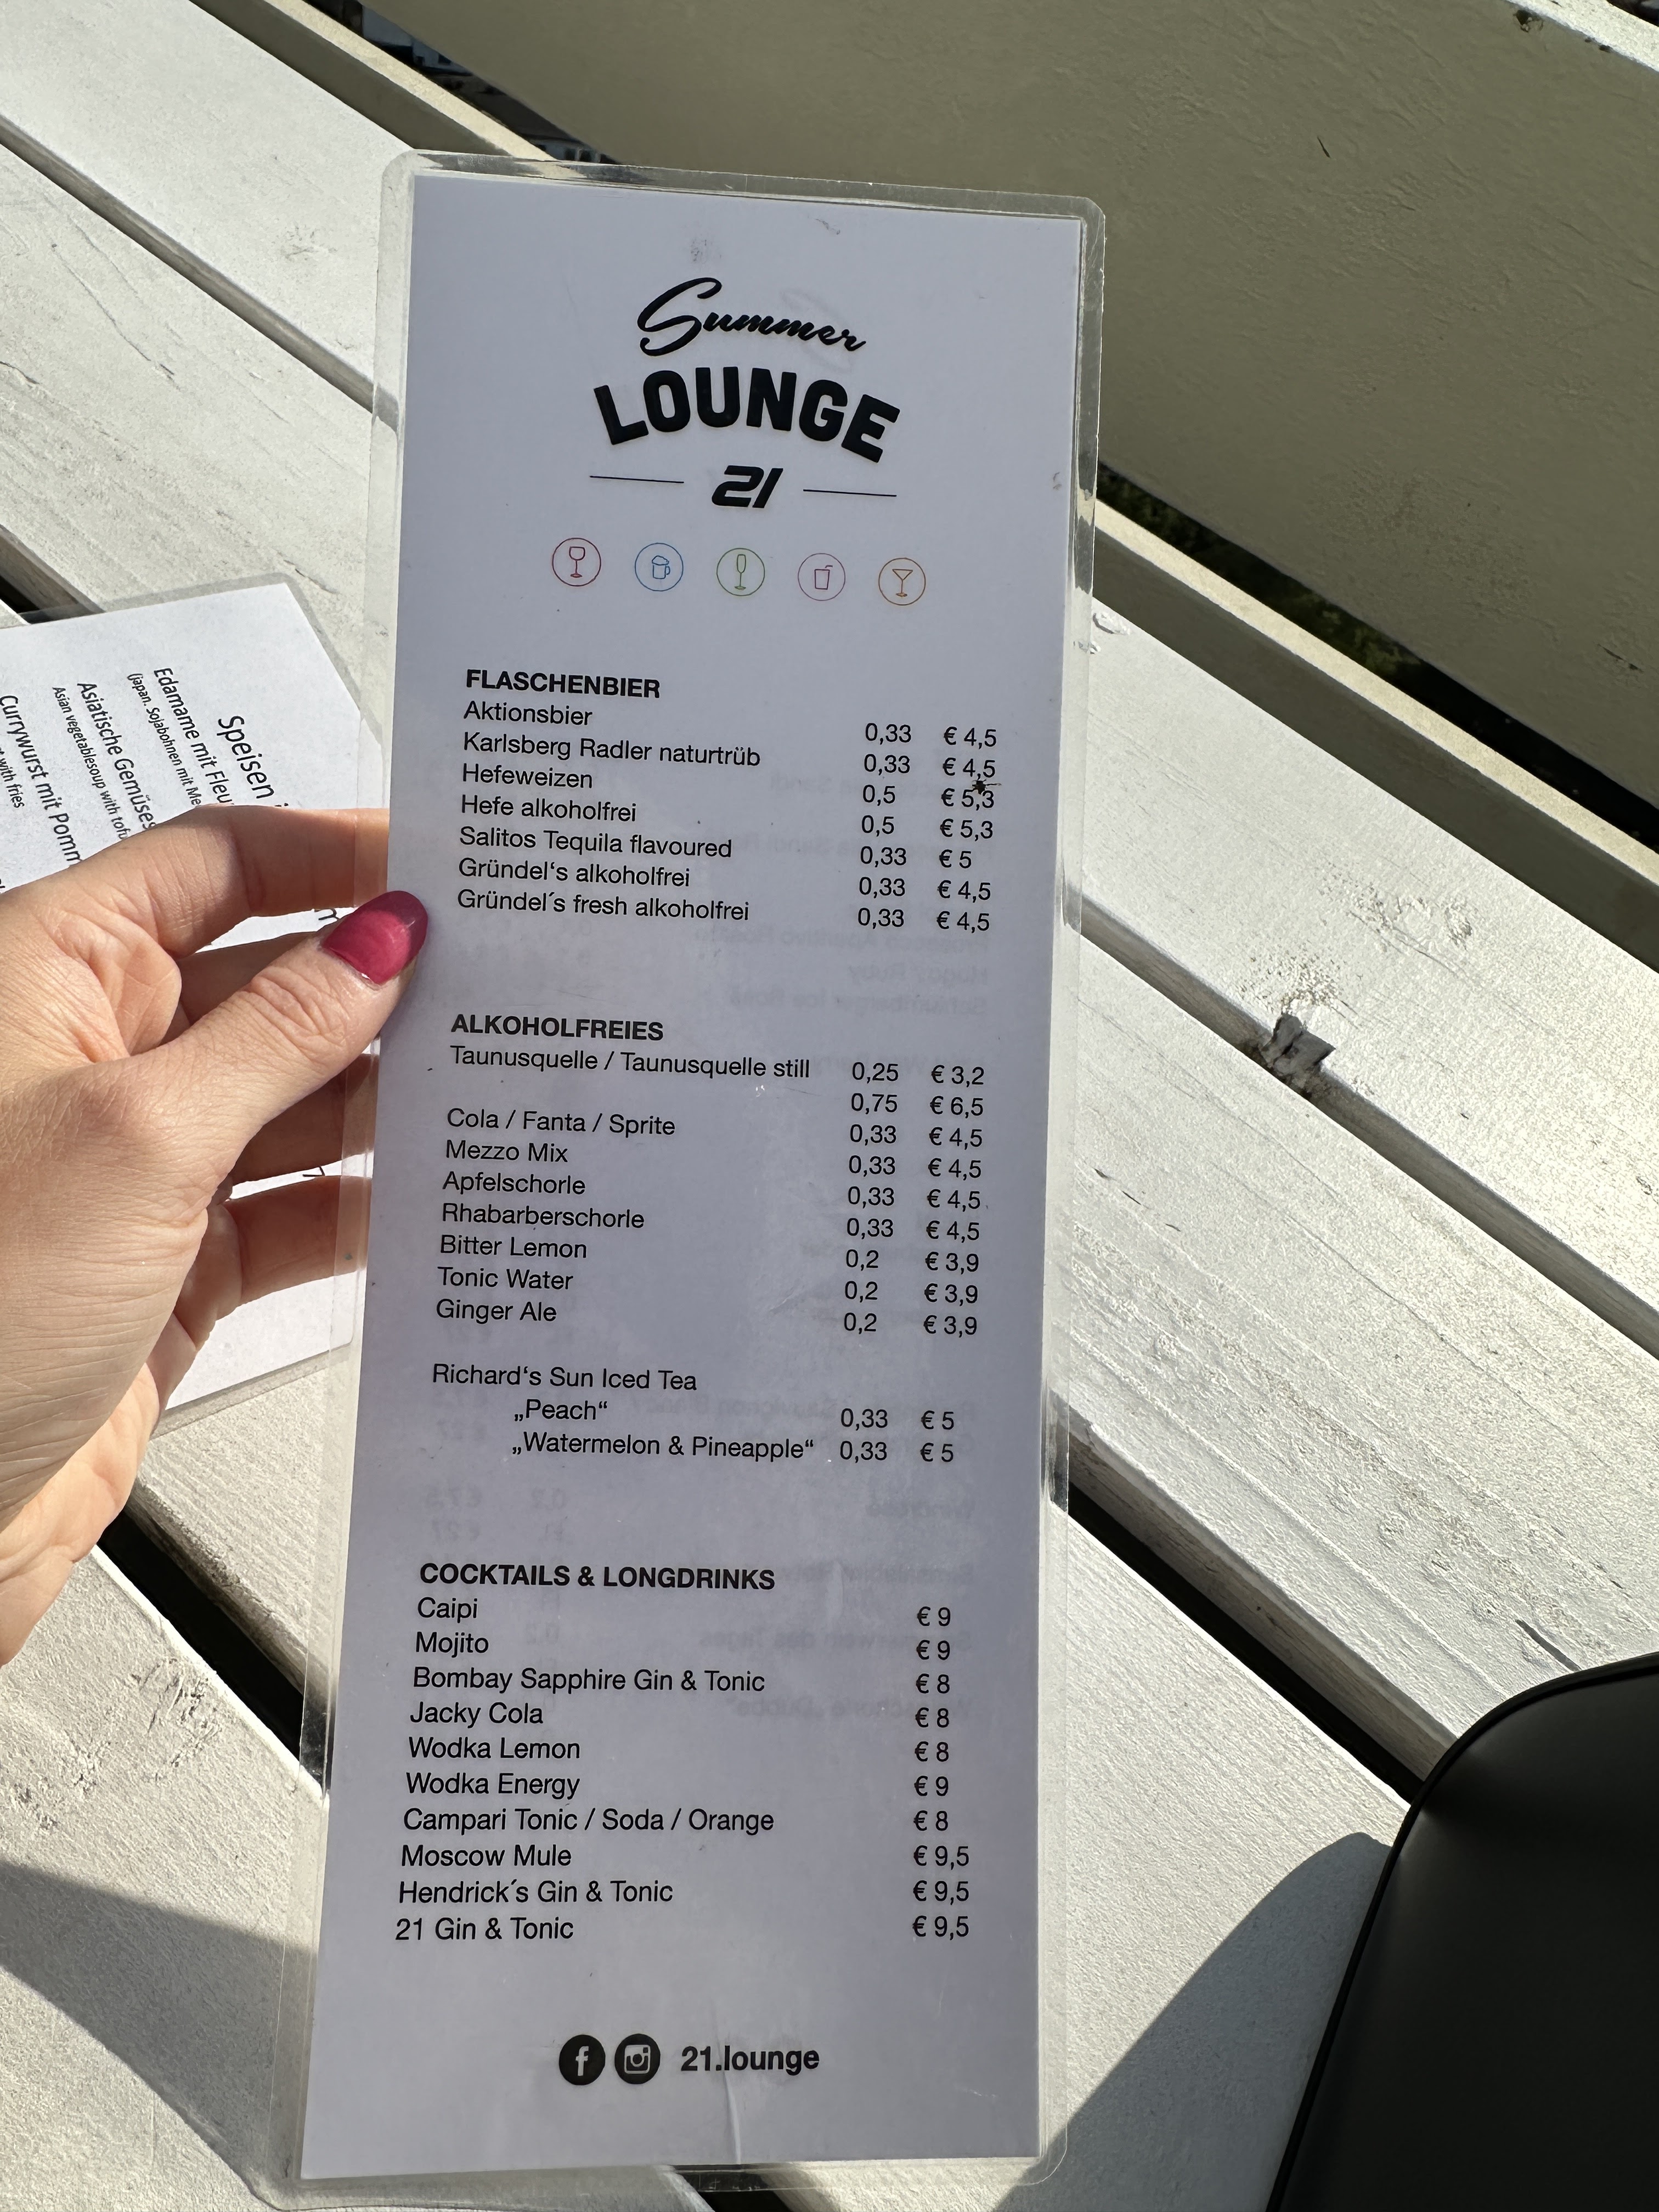 Summer
LOUNGE
21
FLASCHENBIER
Aktionsbier 0,33 € 4,5
Karlsberg Radler naturtrüb 0,33 € 4,5
Hefeweizen 0,5 € 5,3
Hefe alkoholfrei 0,5 € 5,3
Salitos Tequila flavoured 0,33 € 5
Gründel‘s alkoholfrei 0,33 € 4,5
Gründel´s fresh alkoholfrei 0,33 € 4,5
ALKOHOLFREIES
Taunusquelle / Taunusquelle still 0,25 € 3,2
0,75 € 6,5
Cola / Fanta / Sprite 0,33 € 4,5
Mezzo Mix 0,33 € 4,5
Apfelschorle 0,33 € 4,5
Rhabarberschorle 0,33 € 4,5
Bitter Lemon 0,2 € 3,9
Tonic Water 0,2 € 3,9
Ginger Ale 0,2 € 3,9
Richard‘s Sun Iced Tea
„Peach“ 0,33 € 5
„Watermelon & Pineapple“ 0,33 € 5
COCKTAILS & LONGDRINKS
Caipi € 9
Mojito € 9
Bombay Sapphire Gin & Tonic € 8
Jacky Cola € 8
Wodka Lemon € 8
Wodka Energy € 9
Campari Tonic / Soda / Orange € 8
Moscow Mule € 9,5
Hendrick´s Gin & Tonic € 9,5
21 Gin & Tonic € 9,5
21.lounge
Speisen
Edamame mit
(japan. Sojabohnen mit
Asiatische
Asian vegetablesoup with
Currywurst mit
with fries